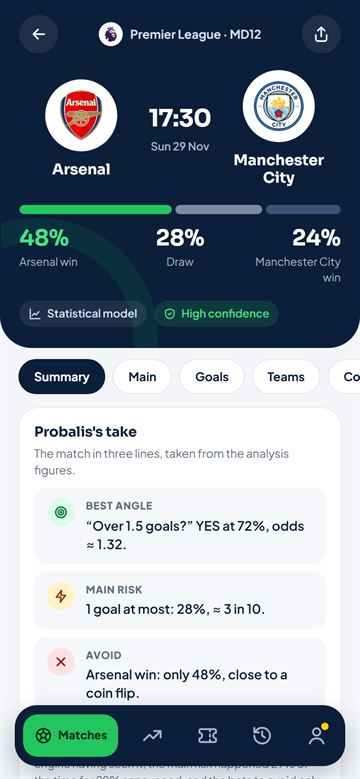 Premier League · MD12
Arsenal
17:30
Sun 29 Nov
MANCHESTER
CITY
Arsenal
Manchester
City
48%
28%
24%
Arsenal win
Draw
Manchester City
win
Statistical model
High confidence
Summary
Main
Goals
Teams
Co
Probalis's take
The match in three lines, taken from the analysis
figures.
BEST ANGLE
“Over 1.5 goals?” YES at 72%, odds
≈ 1.32.
MAIN RISK
1 goal at most: 28%, ≈ 3 in 10.
AVOID
Arsenal win: only 48%, close to a
coin flip.
Matches